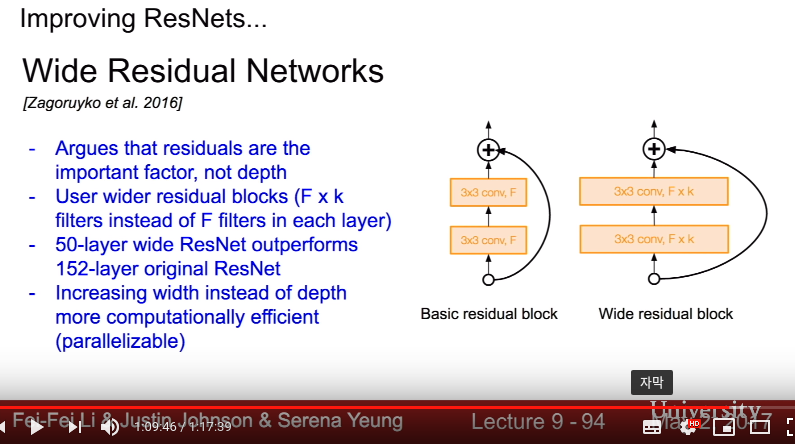 Improving ResNets...
Wide Residual Networks
[Zagoruyko et al. 2016]
- Argues that residuals are the
important factor, not depth
- User wider residual blocks (F x k
filters instead of F filters in each layer)
- 50-layer wide ResNet outperforms
152-layer original ResNet
- Increasing width instead of depth
more computationally efficient
(parallelizable)
+
3x3 conv, F
3x3 conv, F
Basic residual block
+
3x3 conv, F x k
3x3 conv, F x k
Wide residual block
자막
Fei-Fei Li & Justin Johnson & Serena Yeung
1:09:46 / 1:17:39
Lecture 9 - 94
University
2017
HD